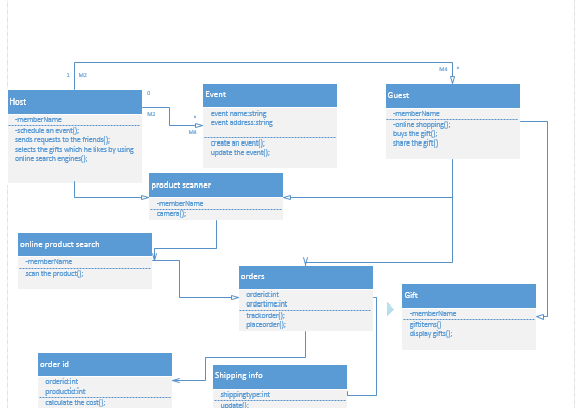 1
M2
M4
*
Host
-memberName
-schedule an event();
sends requests to the friends();
selects the gifts which he likes by using
online search engines();
0
M2
*
M8
Event
event name:string
event address:string
create an event();
update the event();
Guest
-memberName
-online shopping();
buys the gift();
share the gift()
product scanner
-memberName
camera();
online product search
-memberName
scan the product();
orders
orderid:int
ordertime:int
trackorder();
placeorder();
Gift
-memberName
giftitems()
display gifts();
order id
orderid:int
productid:int
calculate the cost();
Shipping info
shippingtype:int
update();